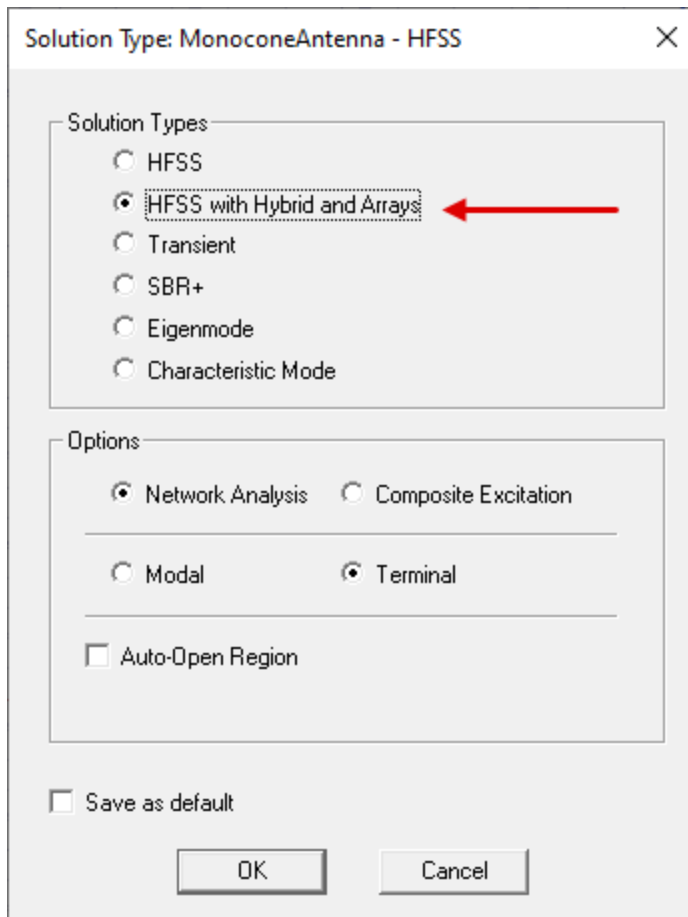 Solution Type: MonoconeAntenna - HFSS
Solution Types
HFSS
HFSS with Hybrid and Arrays
Transient
SBR+
Eigenmode
Characteristic Mode
Options
Network Analysis Composite Excitation
Modal Terminal
Auto-Open Region
Save as default
OK Cancel